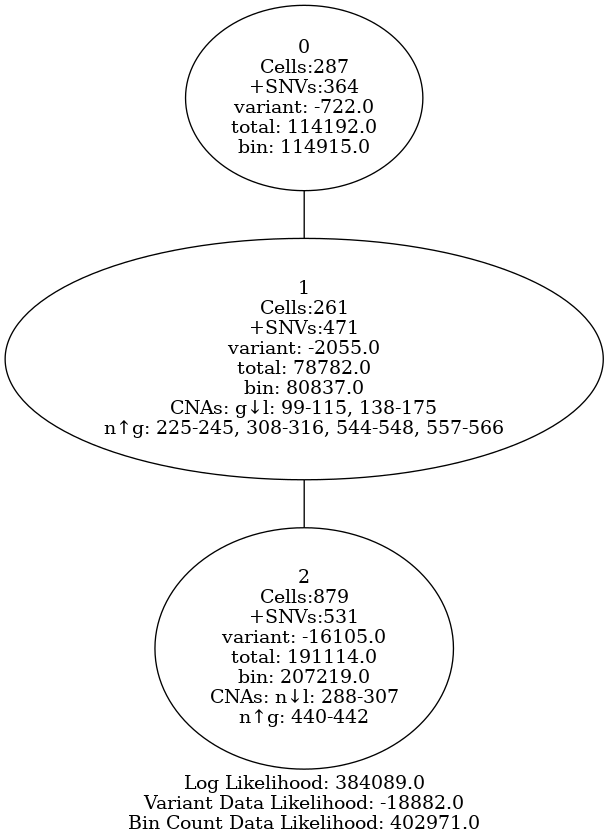 0
Cells:287
+SNVs:364
variant: -722.0
total: 114192.0
bin: 114915.0
1
Cells:261
+SNVs:471
variant: -2055.0
total: 78782.0
bin: 80837.0
CNAs: g↓l: 99-115, 138-175
n↑g: 225-245, 308-316, 544-548, 557-566
2
Cells:879
+SNVs:531
variant: -16105.0
total: 191114.0
bin: 207219.0
CNAs: n↓l: 288-307
n↑g: 440-442
Log Likelihood: 384089.0
Variant Data Likelihood: -18882.0
Bin Count Data Likelihood: 402971.0